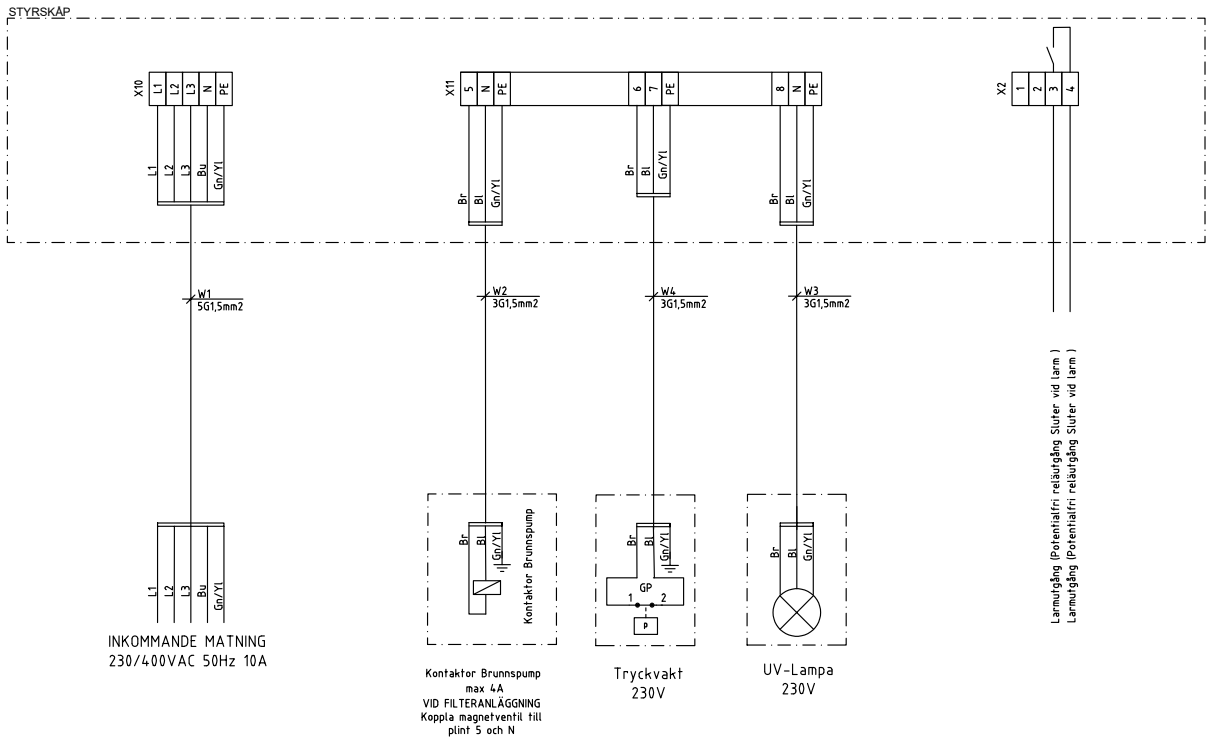 STYRSKÅP
X10
L1
L2
L3
N
PE
X11
5
N
PE
6
7
PE
8
N
PE
X2
1
2
3
4
L1
L2
L3
Bu
Gn/Yl
Br
Bl
Gn/Yl
Br
Bl
Gn/Yl
Br
Bl
Gn/Yl
W1
5G1,5mm2
W2
3G1,5mm2
W4
3G1,5mm2
W3
3G1,5mm2
Larmutgång (Potentialfri reläutgång Sluter vid larm )
Larmutgång (Potentialfri reläutgång Sluter vid larm )
L1
L2
L3
Bu
Gn/Yl
INKOMMANDE MATNING
230/400VAC 50Hz 10A
Br
Bl
Gn/Yl
Kontaktor Brunnspump
Kontaktor Brunnspump
max 4A
VID FILTERANLÄGGNING
Koppla magnetventil till
plint 5 och N
Br
Bl
Gn/Yl
GP
1
2
P
Tryckvakt
230V
Br
Bl
Gn/Yl
UV-Lampa
230V